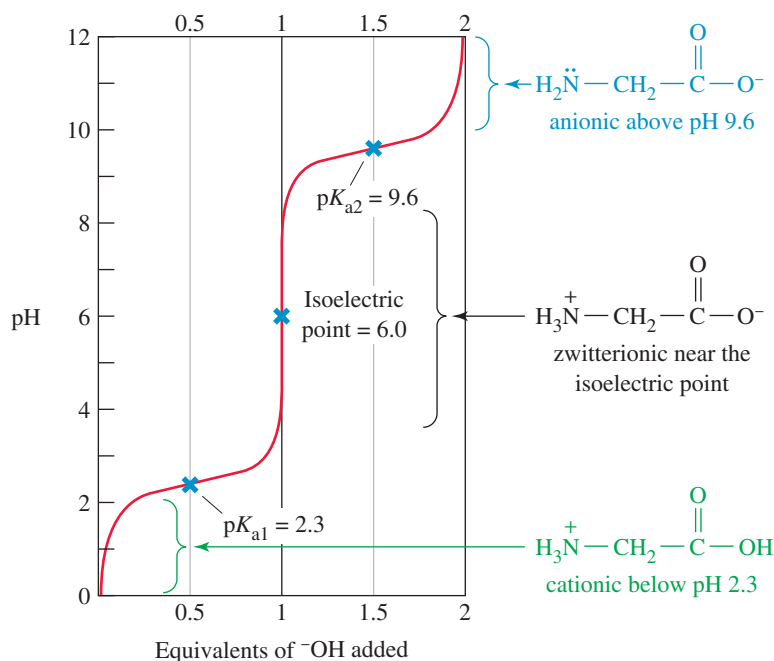 0.5 1 1.5 2
12
10
8
6
4
2
0
pH
0.5 1 1.5 2
Equivalents of ⁻OH added
pKₐ₂ = 9.6
Isoelectric
point = 6.0
pKₐ₁ = 2.3
O
H₂N̈—CH₂—C—O⁻
anionic above pH 9.6
O
+
H₃N—CH₂—C—O⁻
zwitterionic near the
isoelectric point
O
+
H₃N—CH₂—C—OH
cationic below pH 2.3